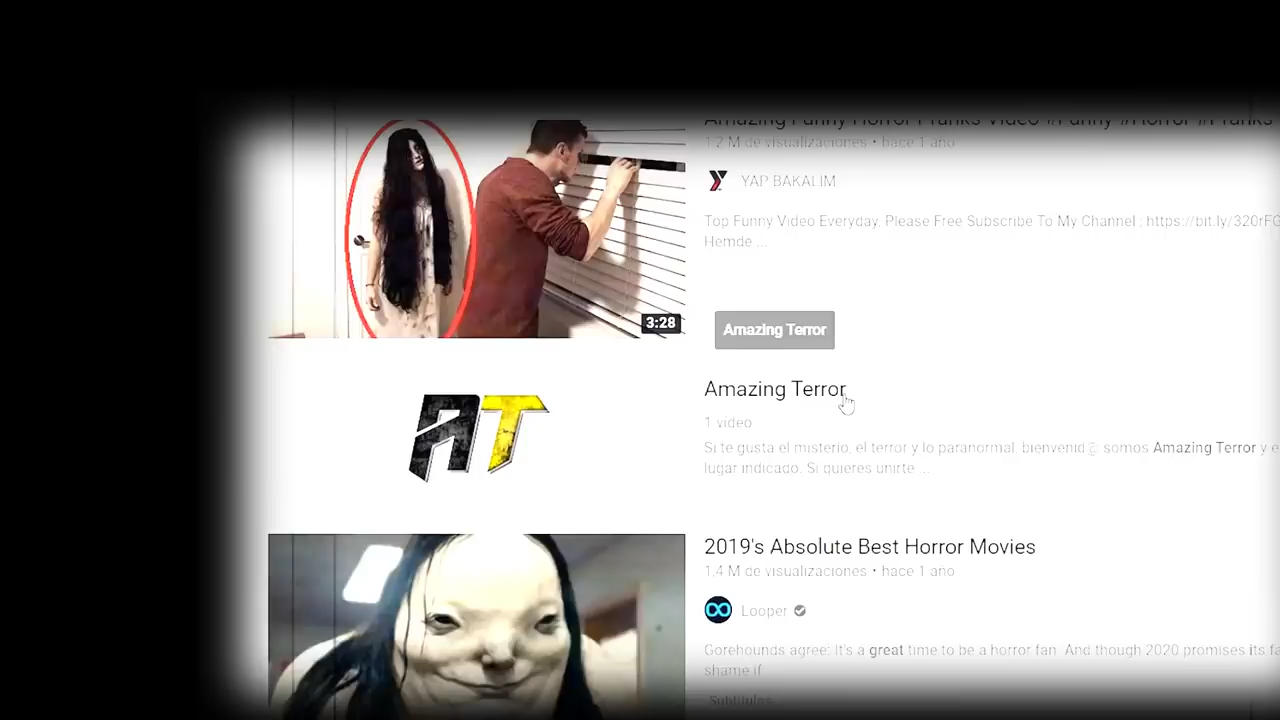 Amazing Funny Horror Pranks Video #Funny #Horror #Pranks
1,2 M de visualizaciones • hace 1 año
YAP BAKALIM
Top Funny Video Everyday, Please Free Subscribe To My Channel : https://bit.ly/320rF
Hemde ...
3:28
Amazing Terror
AT
Amazing Terror
1 video
Si te gusta el misterio, el terror y lo paranormal, bienvenid@ somos Amazing Terror y e
lugar indicado. Si quieres unirte ...
2019's Absolute Best Horror Movies
1,4 M de visualizaciones • hace 1 año
Looper
Gorehounds agree: It's a great time to be a horror fan. And though 2020 promises its
shame if
Subtítulos